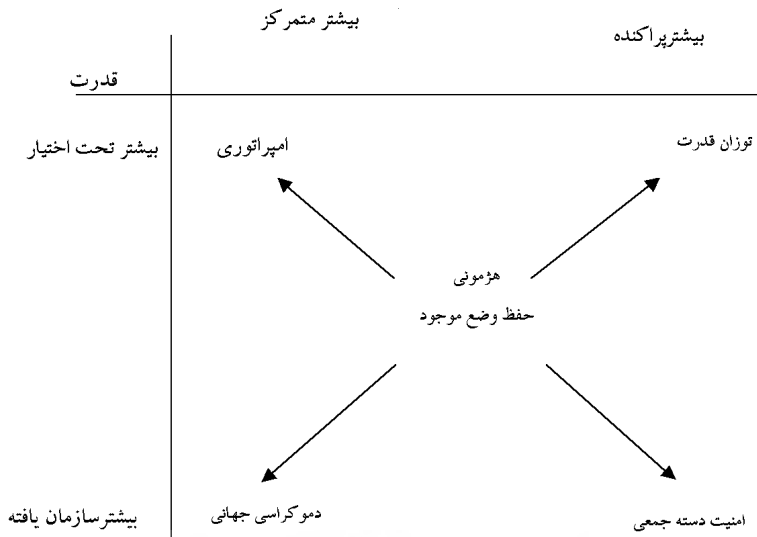 بیشتر متمرکز
بیشترپراکنده
قدرت
بیشتر تحت اختیار
امپراتوری
توزان قدرت
هژمونی
حفظ وضع موجود
بیشترسازمان یافته
دموکراسی جهانی
امنیت دسته جمعی